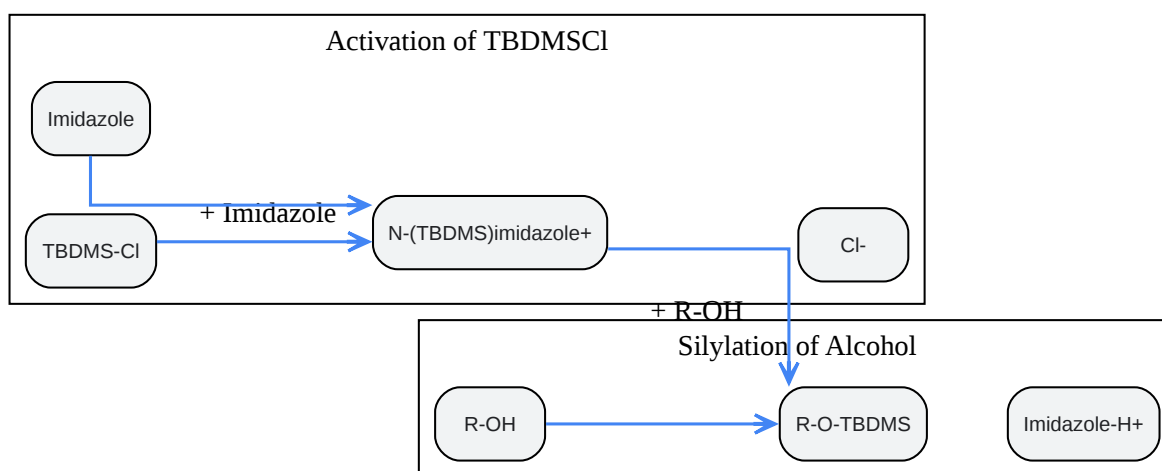 Activation of TBDMSCl
Imidazole
+ Imidazole
TBDMS-Cl
N-(TBDMS)imidazole+
Cl-
+ R-OH
Silylation of Alcohol
R-OH
R-O-TBDMS
Imidazole-H+